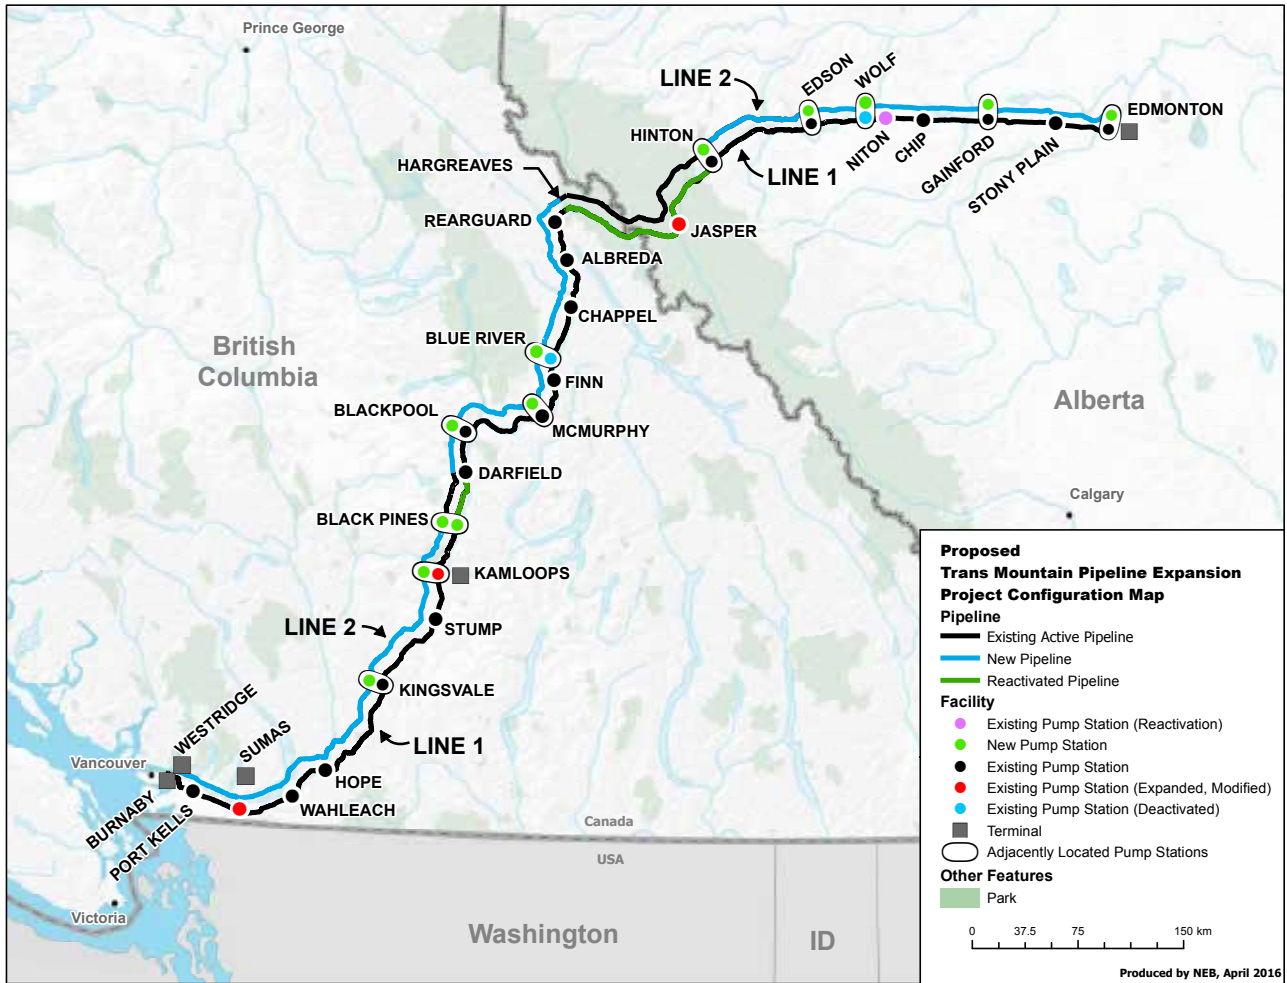 Prince George
LINE 2
EDSON
WOLF
EDMONTON
HINTON
NITON
CHIP
GAINFORD
STONY PLAIN
HARGREAVES
LINE 1
REARGUARD
JASPER
ALBREDA
CHAPPEL
BLUE RIVER
British
Columbia
FINN
Alberta
BLACKPOOL
MCMURPHY
DARFIELD
Calgary
BLACK PINES
KAMLOOPS
LINE 2
STUMP
KINGSVALE
WESTRIDGE
SUMAS
LINE 1
Vancouver
HOPE
BURNABY
PORT KELLS
WAHLEACH
Canada
USA
Victoria
Washington
ID
Proposed
Trans Mountain Pipeline Expansion
Project Configuration Map
Pipeline
Existing Active Pipeline
New Pipeline
Reactivated Pipeline
Facility
Existing Pump Station (Reactivation)
New Pump Station
Existing Pump Station
Existing Pump Station (Expanded, Modified)
Existing Pump Station (Deactivated)
Terminal
Adjacently Located Pump Stations
Other Features
Park
0 37.5 75 150 km
Produced by NEB, April 2016